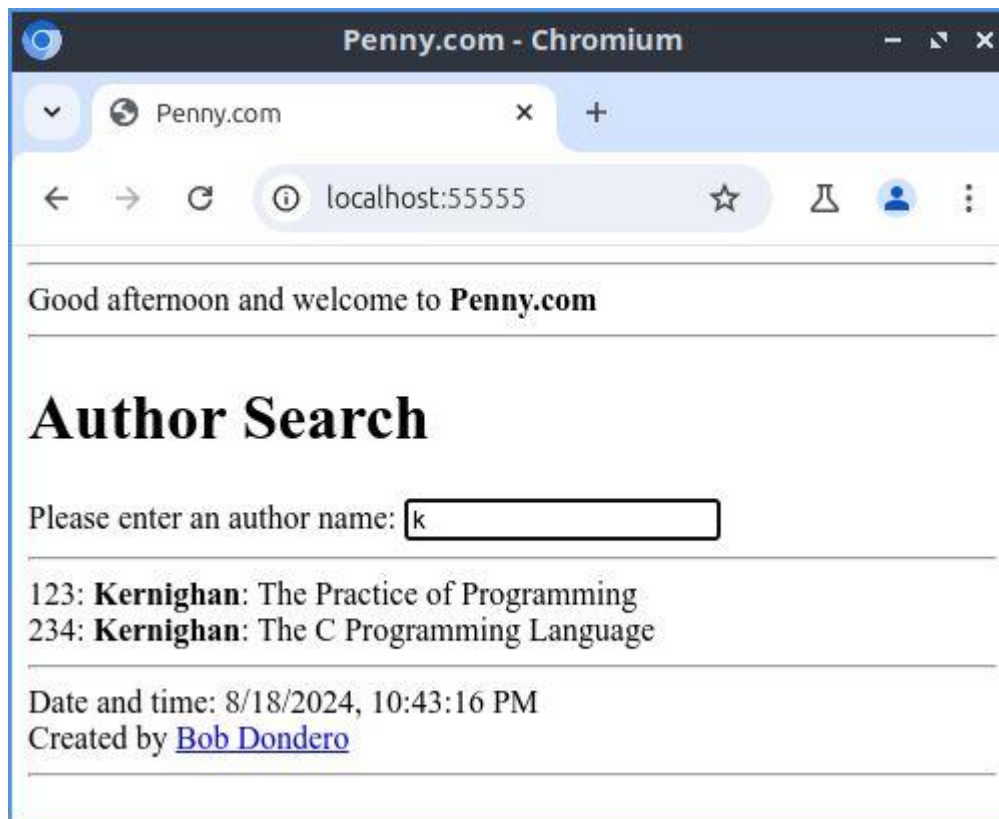 Penny.com - Chromium
Penny.com
localhost:55555
Good afternoon and welcome to Penny.com
Author Search
Please enter an author name: k
123: Kernighan: The Practice of Programming
234: Kernighan: The C Programming Language
Date and time: 8/18/2024, 10:43:16 PM
Created by Bob Dondero